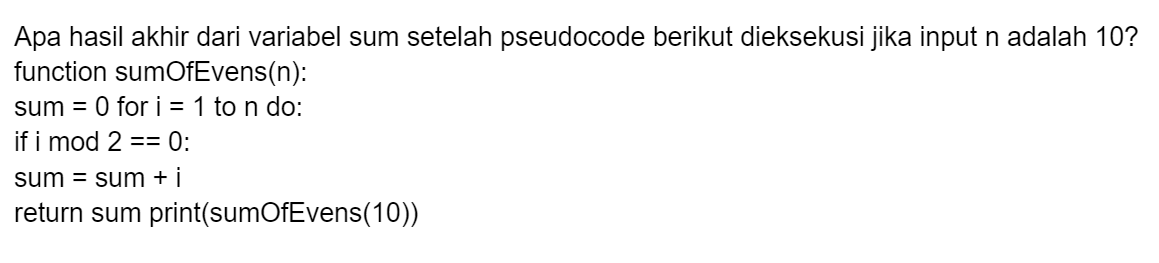 Apa hasil akhir dari variabel sum setelah pseudocode berikut dieksekusi jika input n adalah 10?
function sumOfEvens(n):
sum = 0 for i = 1 to n do:
if i mod 2 == 0:
sum = sum + i
return sum print(sumOfEvens(10))